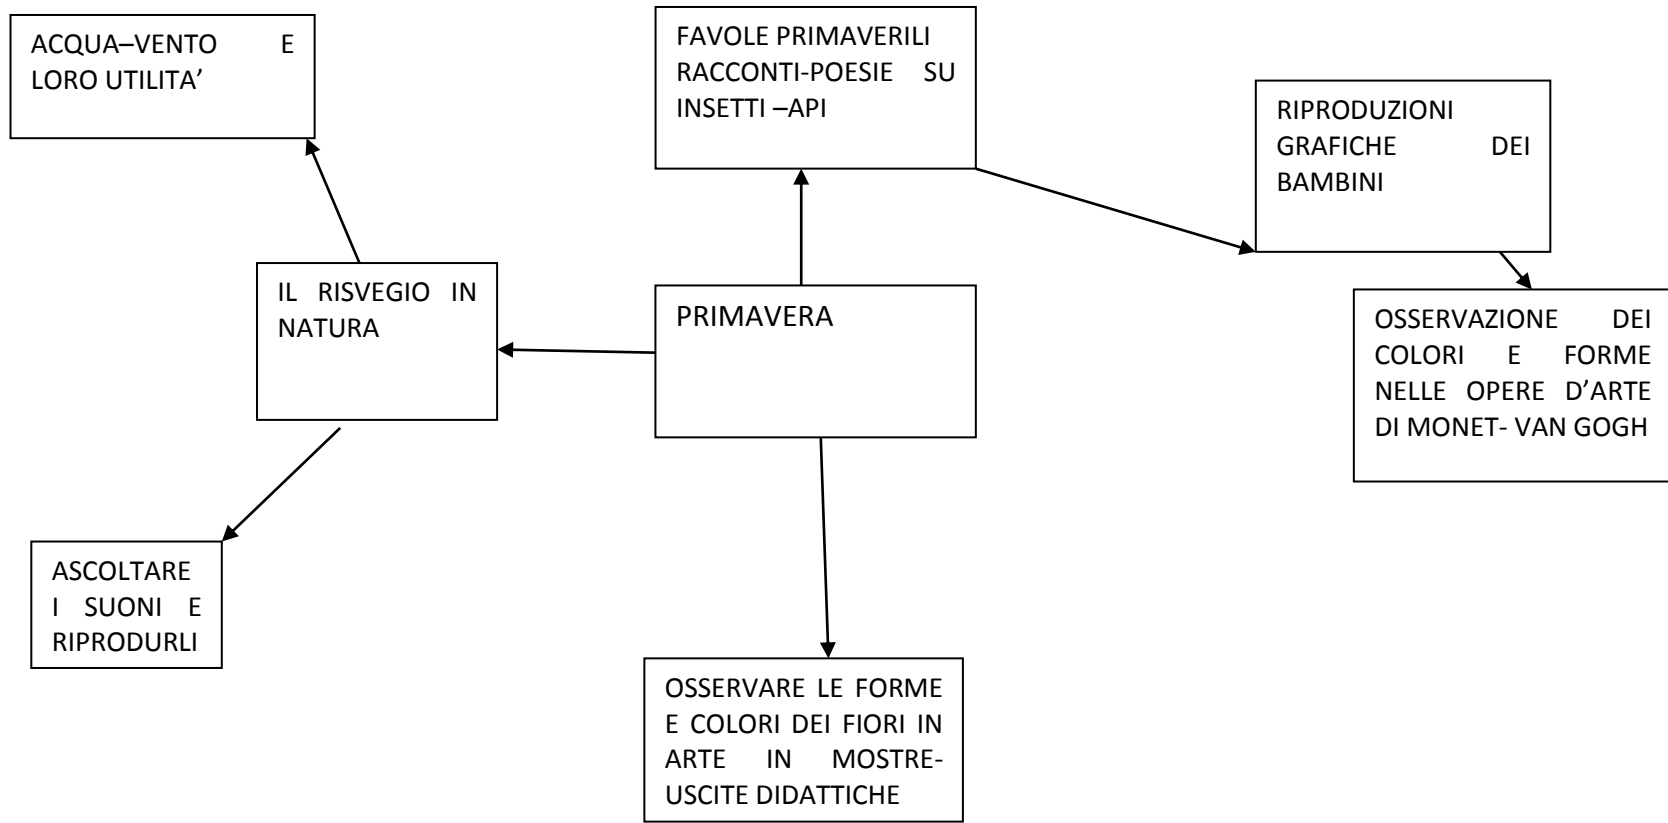 ACQUA–VENTO E
LORO UTILITA’
FAVOLE PRIMAVERILI
RACCONTI-POESIE SU
INSETTI –API
RIPRODUZIONI
GRAFICHE DEI
BAMBINI
IL RISVEGIO IN
NATURA
PRIMAVERA
OSSERVAZIONE DEI
COLORI E FORME
NELLE OPERE D’ARTE
DI MONET- VAN GOGH
ASCOLTARE
I SUONI E
RIPRODURLI
OSSERVARE LE FORME
E COLORI DEI FIORI IN
ARTE IN MOSTRE-
USCITE DIDATTICHE